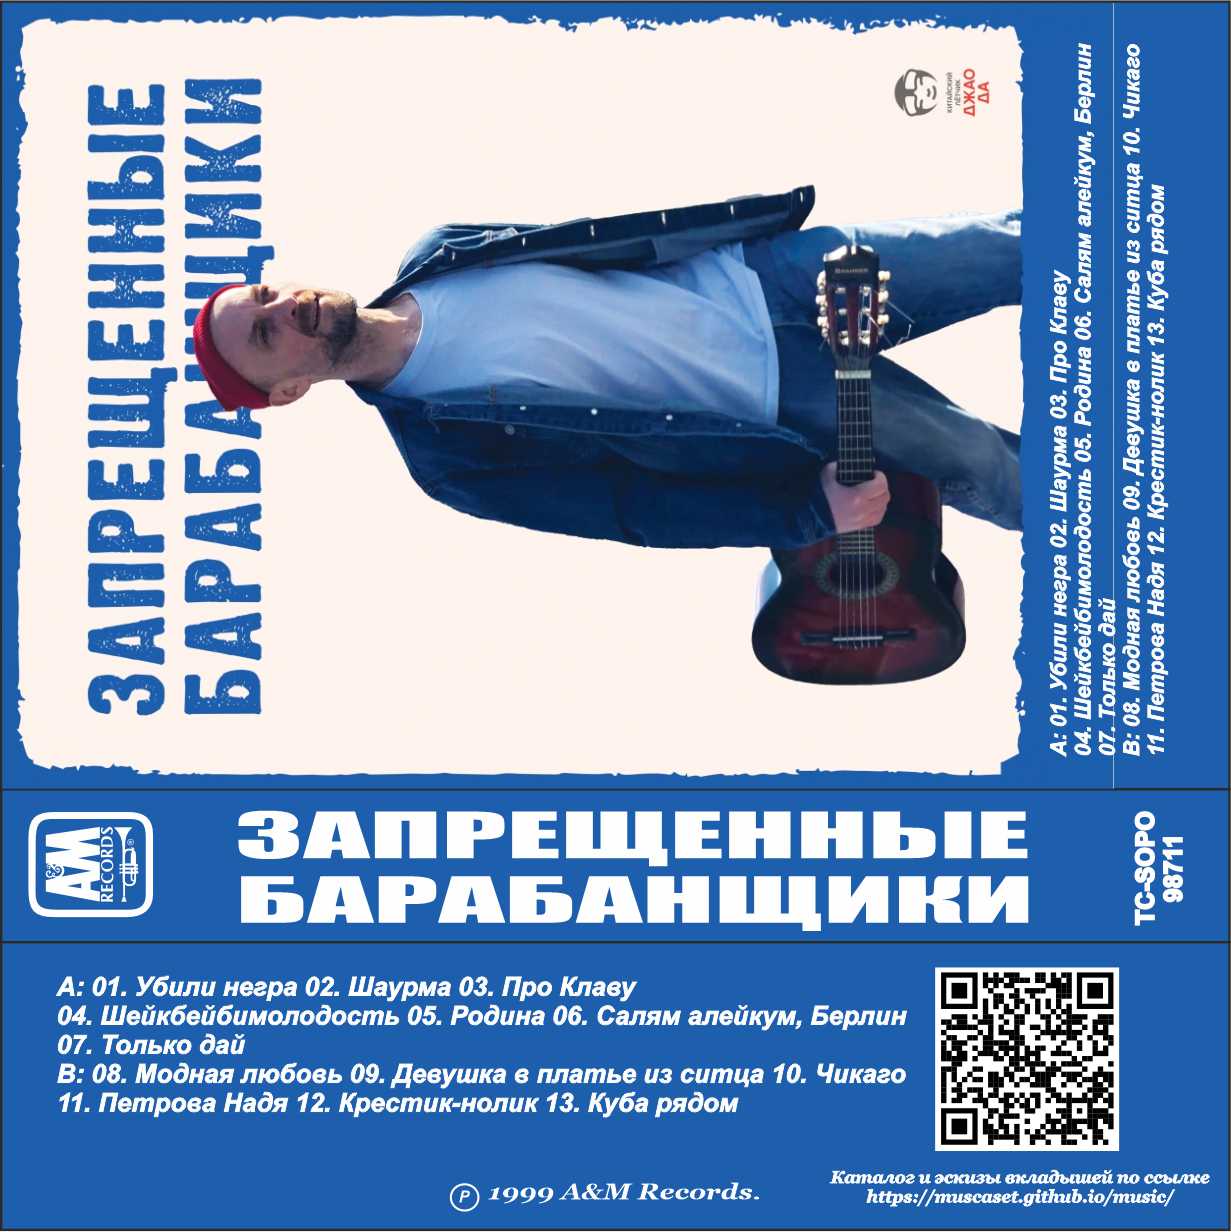 ЗАПРЕЩЕННЫЕ
БАРАБАНЩИКИ
КИТАЙСКИЙ
ЛЁТЧИК
ДЖАО
ДА
BRAHNER
A: 01. Убили негра 02. Шаурма 03. Про Клаву
04. Шейкбейбимолодость 05. Родина 06. Салям алейкум, Берлин
07. Только дай
B: 08. Модная любовь 09. Девушка в платье из ситца 10. Чикаго
11. Петрова Надя 12. Крестик-нолик 13. Куба рядом
A&M
RECORDS
®
ЗАПРЕЩЕННЫЕ
БАРАБАНЩИКИ
TC-SOPO
98711
A: 01. Убили негра 02. Шаурма 03. Про Клаву
04. Шейкбейбимолодость 05. Родина 06. Салям алейкум, Берлин
07. Только дай
B: 08. Модная любовь 09. Девушка в платье из ситца 10. Чикаго
11. Петрова Надя 12. Крестик-нолик 13. Куба рядом
Ⓟ 1999 A&M Records.
Каталог и эскизы вкладышей по ссылке
https://muscaset.github.io/music/